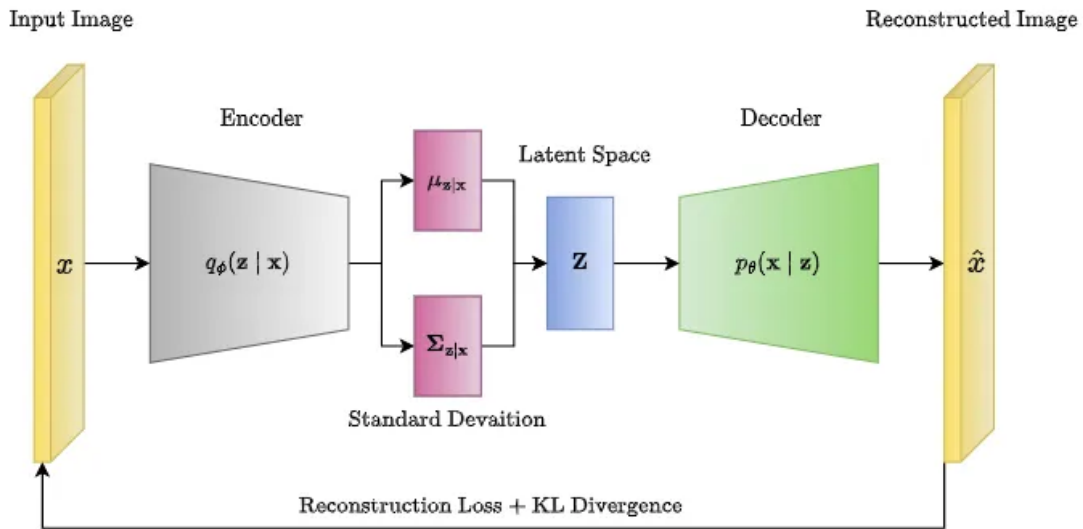 Input Image
Reconstructed Image
Encoder
Decoder
Latent Space
μ_{z|x}
x
q_ϕ(z | x)
Z
p_θ(x | z)
x̂
Σ_{z|x}
Standard Devaition
Reconstruction Loss + KL Divergence